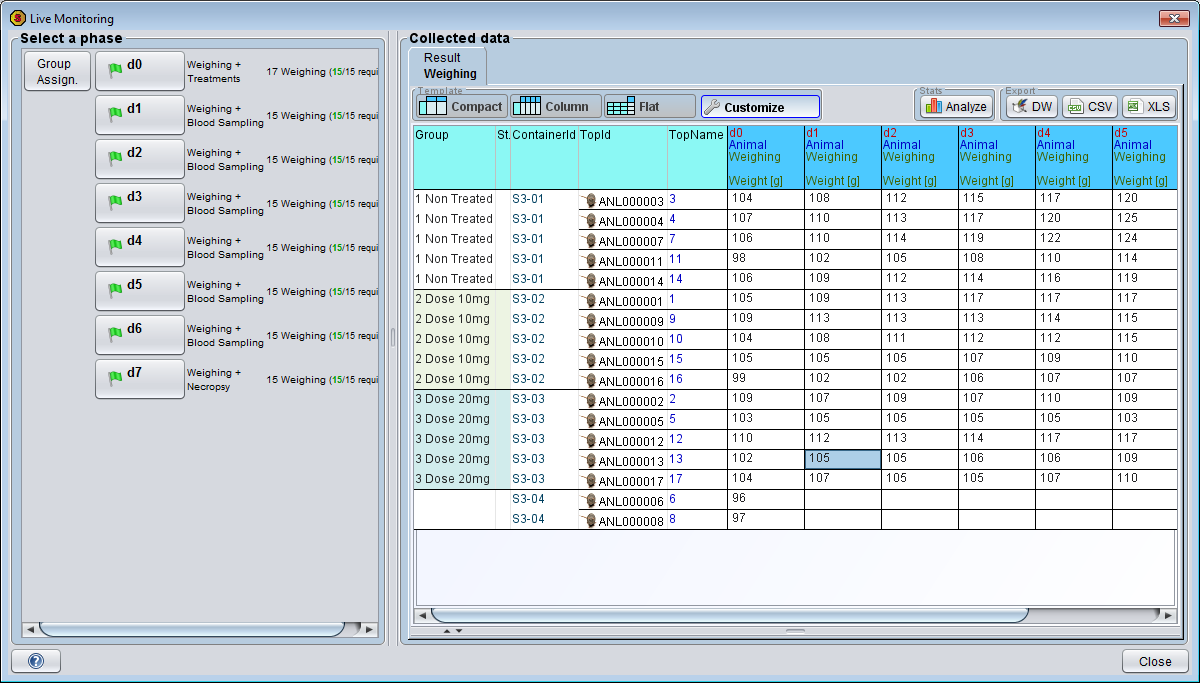 Live Monitoring
Select a phase
Group
Assign.
d0
Weighing +
Treatments
17 Weighing (15/15 requi
d1
Weighing +
Blood Sampling
15 Weighing (15/15 requi
d2
Weighing +
Blood Sampling
15 Weighing (15/15 requi
d3
Weighing +
Blood Sampling
15 Weighing (15/15 requi
d4
Weighing +
Blood Sampling
15 Weighing (15/15 requi
d5
Weighing +
Blood Sampling
15 Weighing (15/15 requi
d6
Weighing +
Blood Sampling
15 Weighing (15/15 requi
d7
Weighing +
Necropsy
15 Weighing (15/15 requi
Collected data
Result
Weighing
Template
Compact Column Flat Customize
Stats
Analyze
Export
DW CSV XLS
Group St. ContainerId TopId TopName d0 d1 d2 d3 d4 d5
Animal Animal Animal Animal Animal Animal
Weighing Weighing Weighing Weighing Weighing Weighing
Weight [g] Weight [g] Weight [g] Weight [g] Weight [g] Weight [g]
1 Non Treated S3-01 ANL000003 3 104 108 112 115 117 120
1 Non Treated S3-01 ANL000004 4 107 110 113 117 120 125
1 Non Treated S3-01 ANL000007 7 106 110 114 119 122 124
1 Non Treated S3-01 ANL000011 11 98 102 105 108 110 114
1 Non Treated S3-01 ANL000014 14 106 109 112 114 116 119
2 Dose 10mg S3-02 ANL000001 1 105 109 113 117 117 117
2 Dose 10mg S3-02 ANL000009 9 109 113 113 113 114 115
2 Dose 10mg S3-02 ANL000010 10 104 108 111 112 112 115
2 Dose 10mg S3-02 ANL000015 15 105 105 105 107 109 110
2 Dose 10mg S3-02 ANL000016 16 99 102 102 106 107 107
3 Dose 20mg S3-03 ANL000002 2 109 109 107 107 110 109
3 Dose 20mg S3-03 ANL000005 5 103 105 105 105 105 103
3 Dose 20mg S3-03 ANL000012 12 110 112 113 114 117 117
3 Dose 20mg S3-03 ANL000013 13 102 105 105 106 106 109
3 Dose 20mg S3-03 ANL000017 17 104 107 105 105 107 110
S3-04 ANL000006 6 96
S3-04 ANL000008 8 97
Close